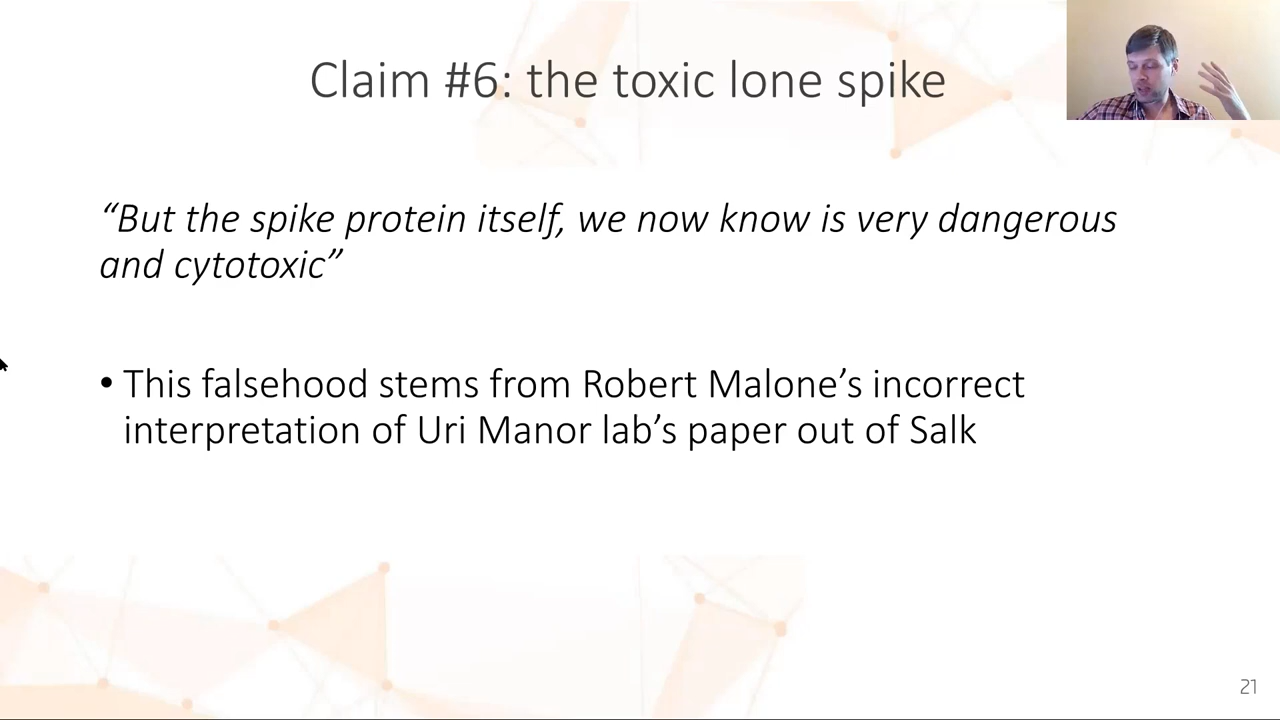 Claim #6: the toxic lone spike
“But the spike protein itself, we now know is very dangerous
and cytotoxic”
• This falsehood stems from Robert Malone’s incorrect
interpretation of Uri Manor lab’s paper out of Salk
21